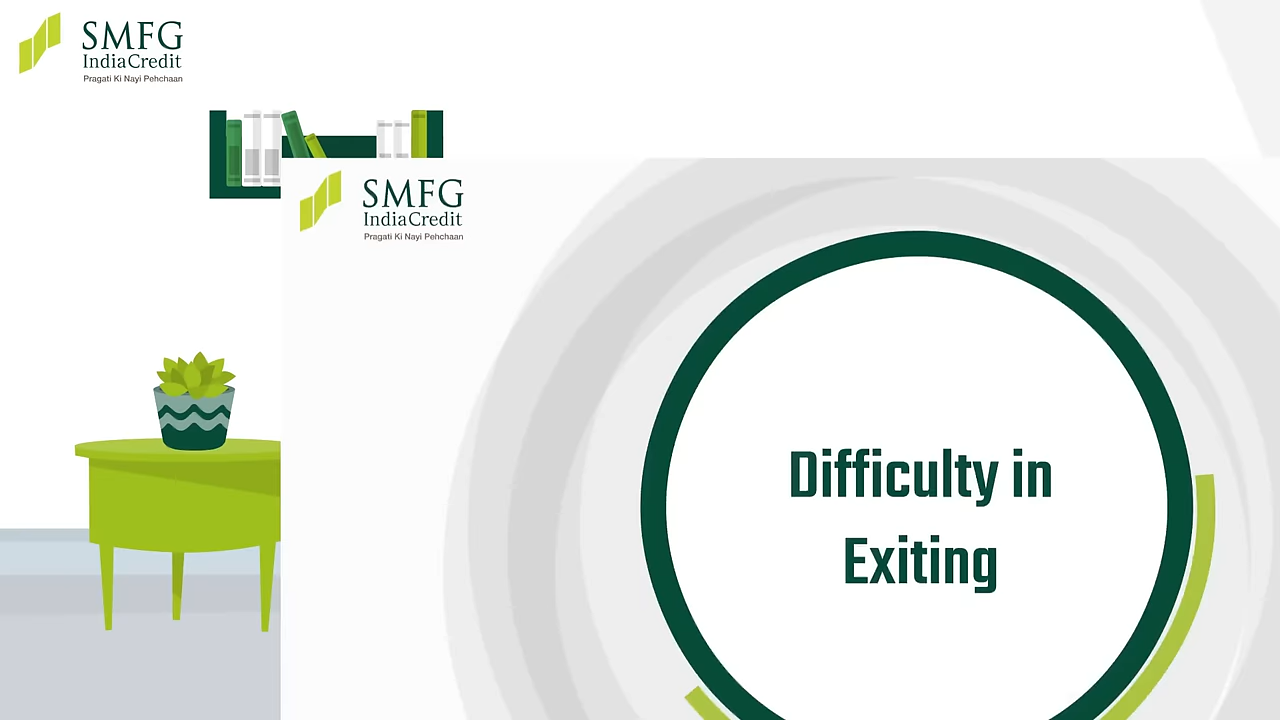 SMFG
IndiaCredit
Pragati Ki Nayi Pehchaan
SMFG
IndiaCredit
Pragati Ki Nayi Pehchaan
Difficulty in
Exiting